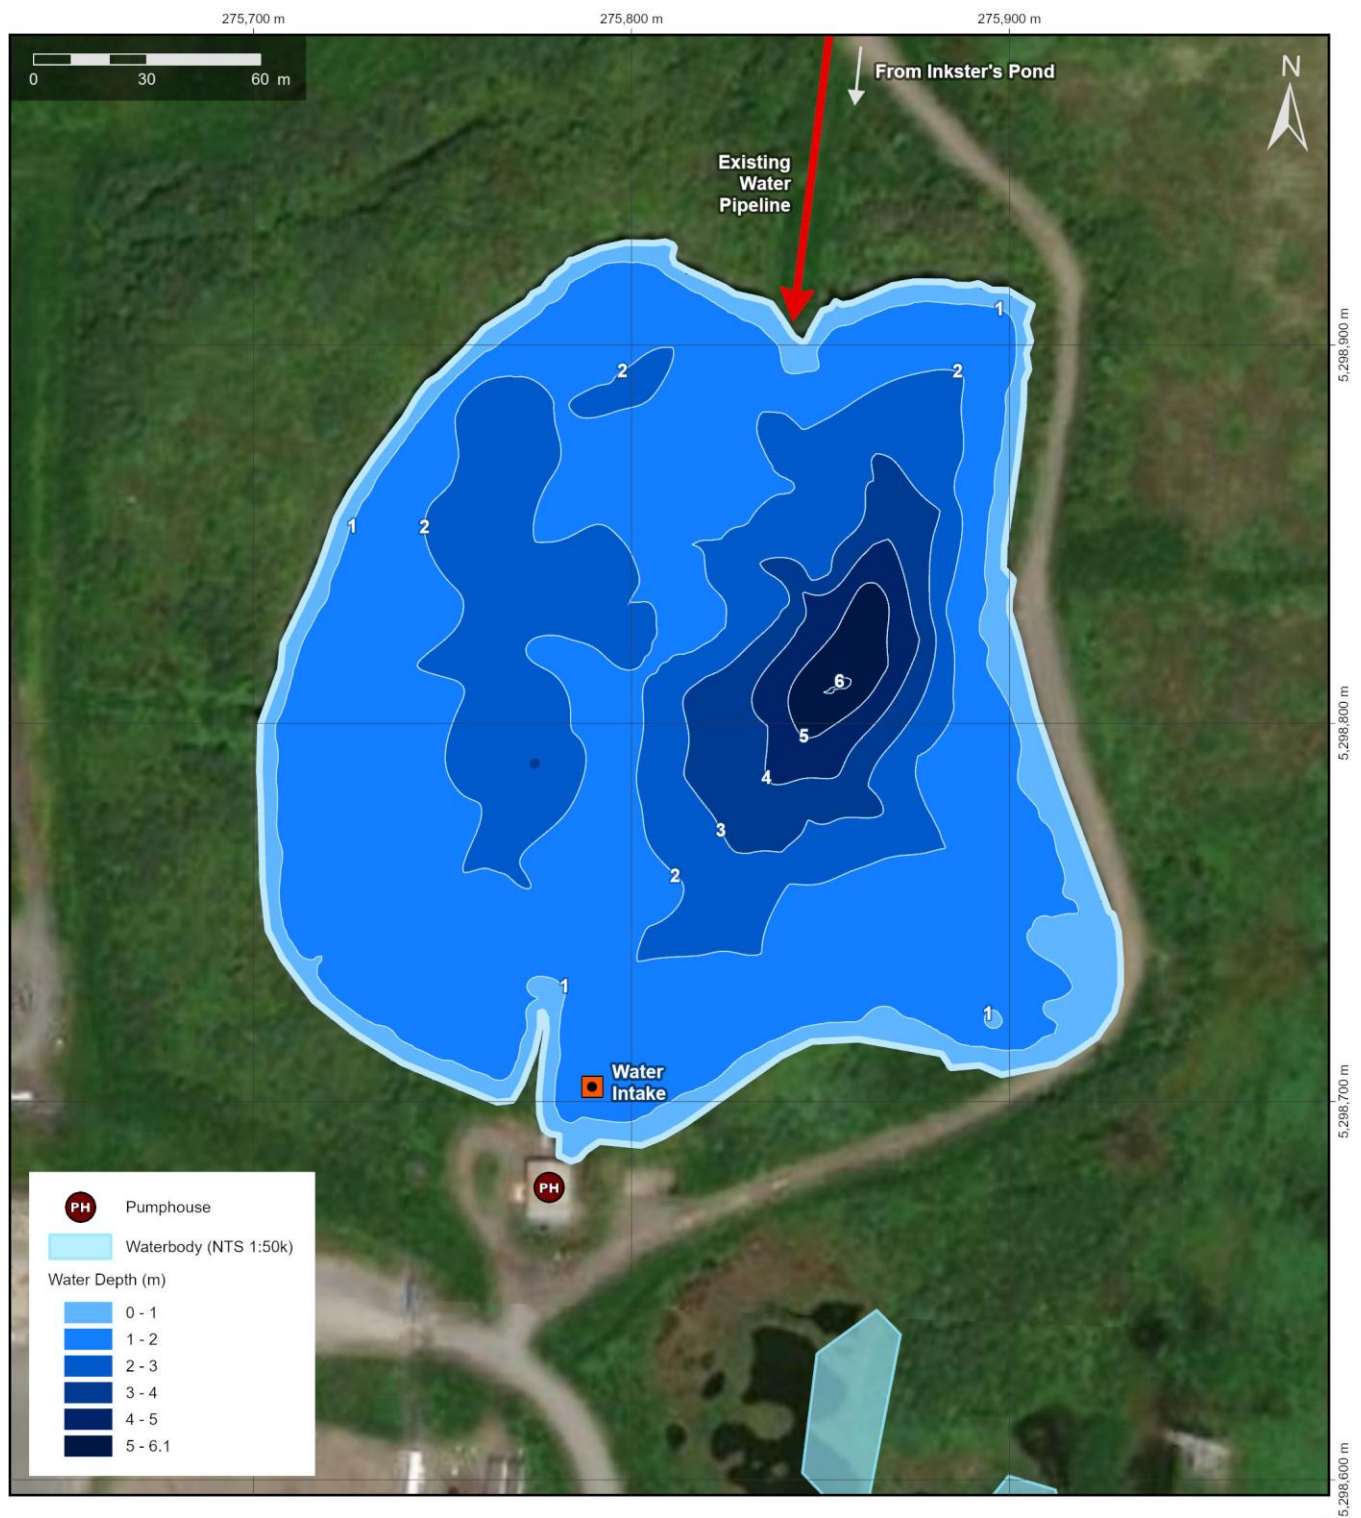 275,700 m
275,800 m
275,900 m
0 30 60 m
From Inkster's Pond
N
Existing
Water
Pipeline
5,298,900 m
5,298,800 m
5,298,700 m
5,298,600 m
1
2
2
1
2
6
5
4
3
2
1
1
Water
Intake
PH
PH Pumphouse
Waterbody (NTS 1:50k)
Water Depth (m)
0 - 1
1 - 2
2 - 3
3 - 4
4 - 5
5 - 6.1